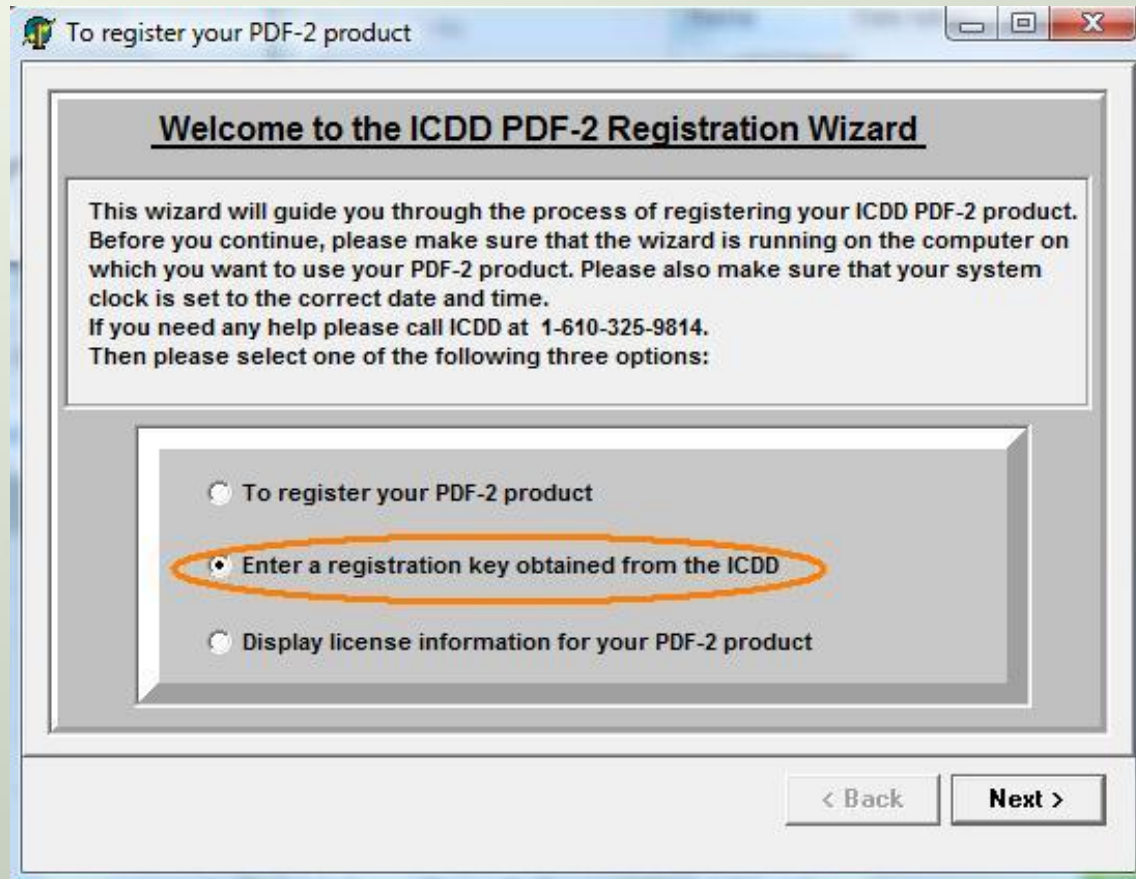 To register your PDF-2 product
Welcome to the ICDD PDF-2 Registration Wizard
This wizard will guide you through the process of registering your ICDD PDF-2 product.
Before you continue, please make sure that the wizard is running on the computer on
which you want to use your PDF-2 product. Please also make sure that your system
clock is set to the correct date and time.
If you need any help please call ICDD at 1-610-325-9814.
Then please select one of the following three options:
To register your PDF-2 product
Enter a registration key obtained from the ICDD
Display license information for your PDF-2 product
< Back Next >